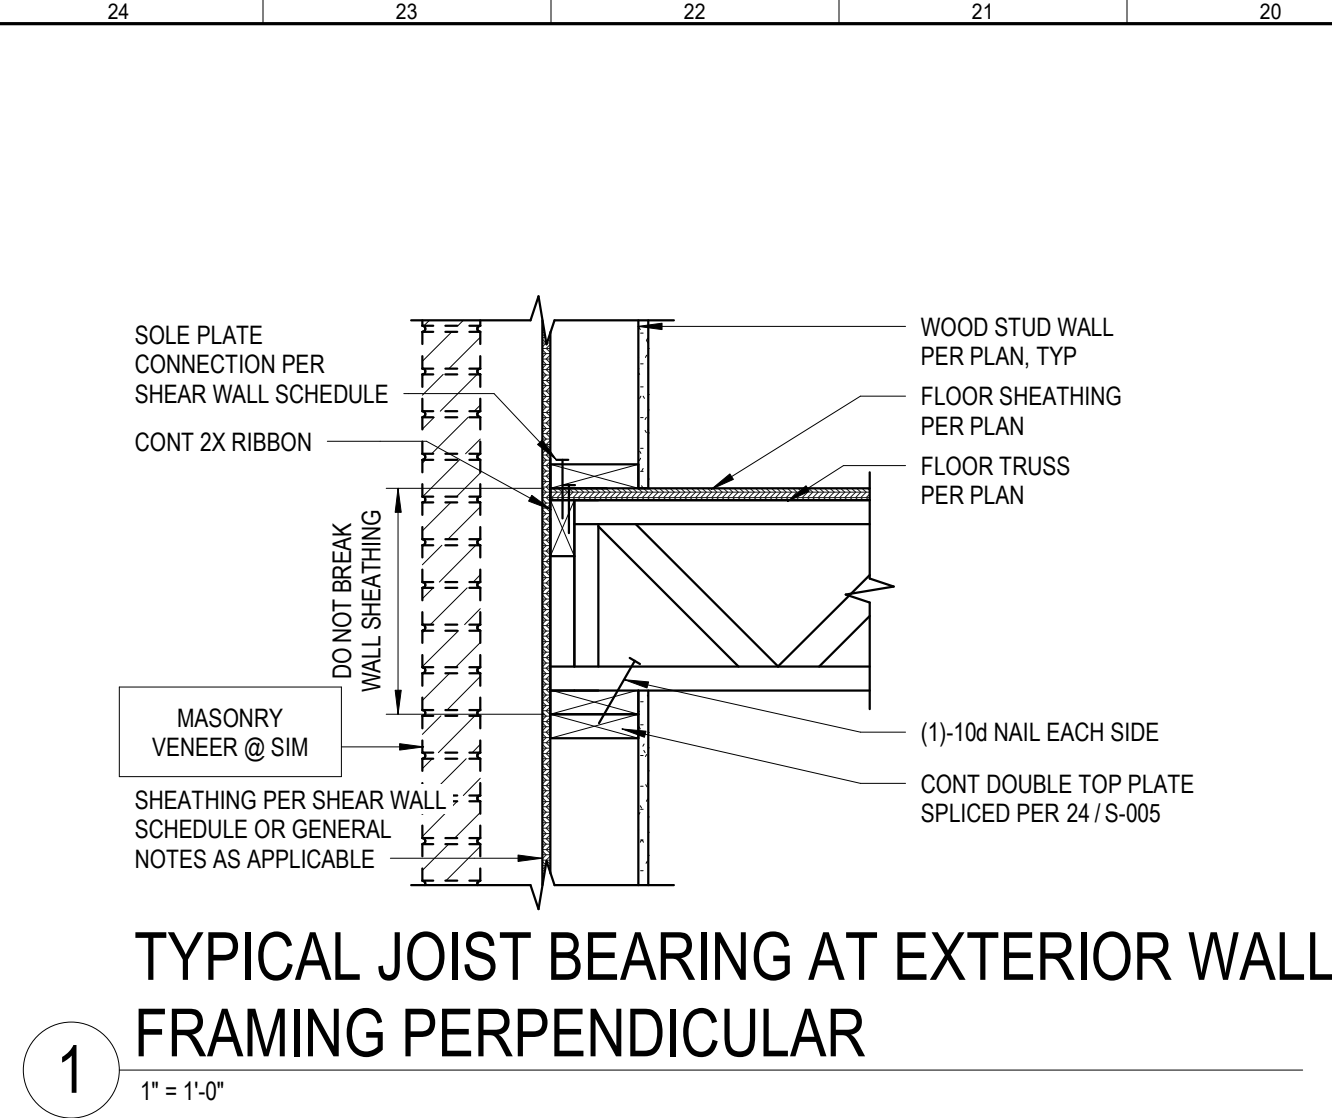 24 23 22 21 20
SOLE PLATE
CONNECTION PER
SHEAR WALL SCHEDULE
CONT 2X RIBBON
DO NOT BREAK
WALL SHEATHING
MASONRY
VENEER @ SIM
SHEATHING PER SHEAR WALL
SCHEDULE OR GENERAL
NOTES AS APPLICABLE
WOOD STUD WALL
PER PLAN, TYP
FLOOR SHEATHING
PER PLAN
FLOOR TRUSS
PER PLAN
(1)-10d NAIL EACH SIDE
CONT DOUBLE TOP PLATE
SPLICED PER 24 / S-005
TYPICAL JOIST BEARING AT EXTERIOR WALL
FRAMING PERPENDICULAR
1
1" = 1'-0"